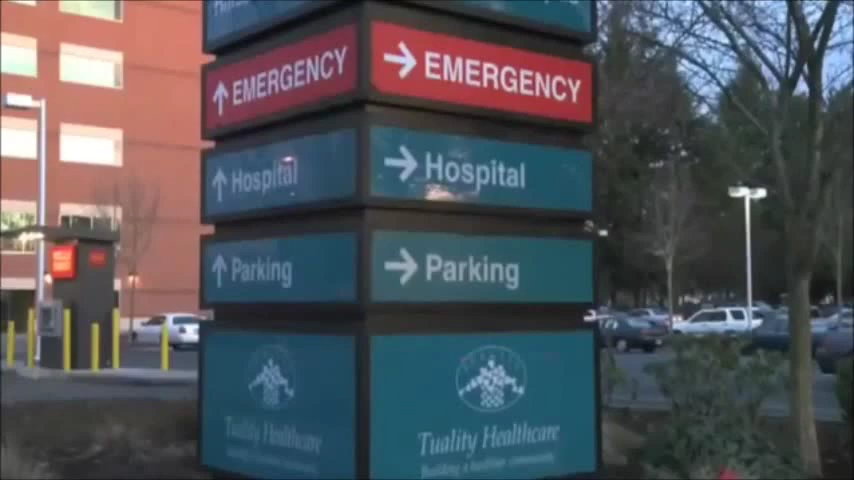 EMERGENCY
Hospital
Parking
Tuality Healthcare
EMERGENCY
Hospital
Parking
Tuality Healthcare
Building a healthier community